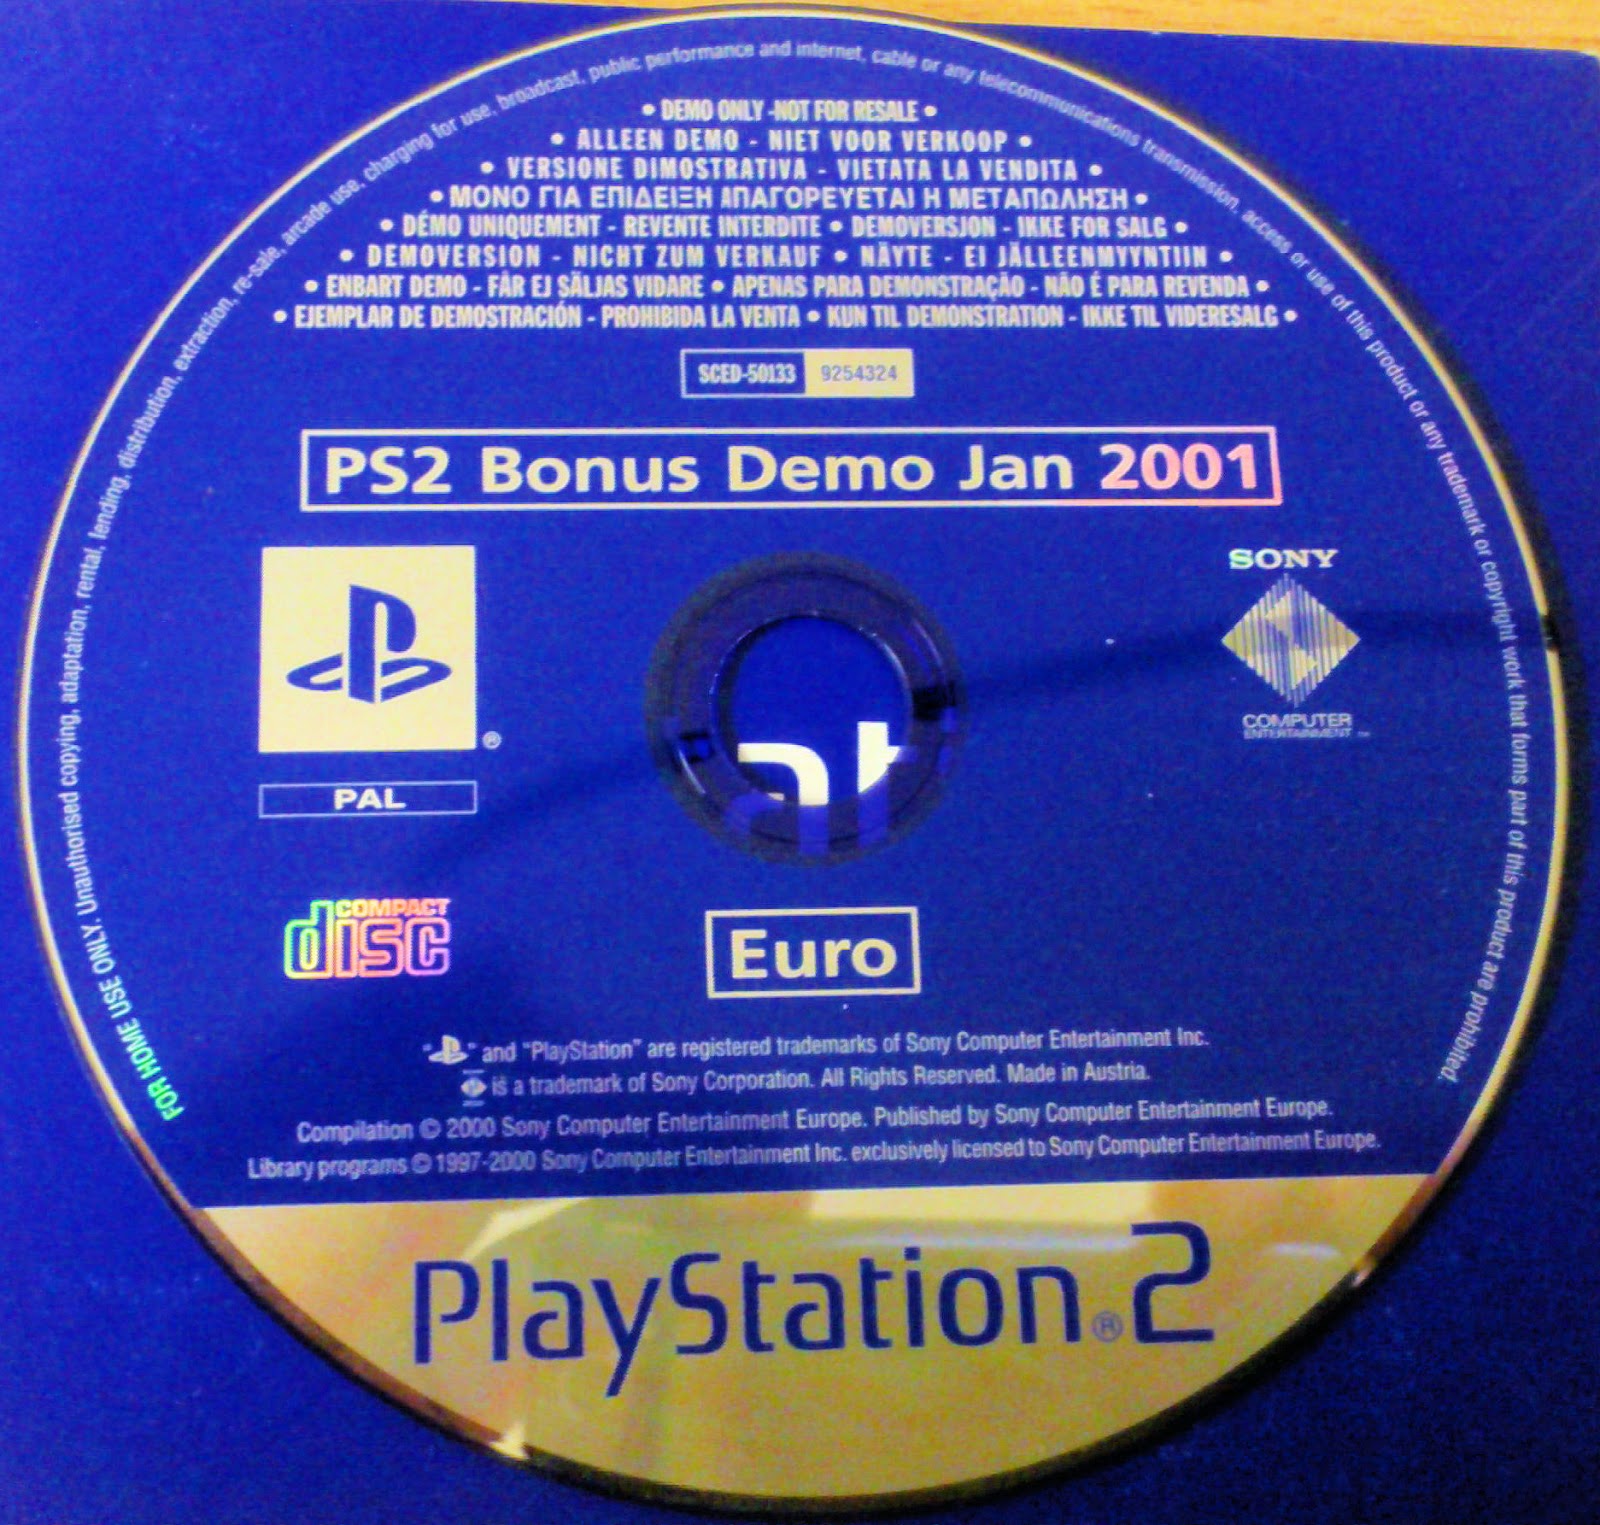 FOR HOME USE ONLY. Unauthorised copying, adaptation, rental, lending, distribution, extraction, re-sale, arcade use, charging for use, broadcast, public performance and internet, cable or any telecommunications transmission, access or use of this product or any trademark or copyright work that forms part of this product are prohibited.
• DEMO ONLY -NOT FOR RESALE •
• ALLEEN DEMO - NIET VOOR VERKOOP •
• VERSIONE DIMOSTRATIVA - VIETATA LA VENDITA •
• ΜΟΝΟ ΓΙΑ ΕΠΙΔΕΙΞΗ ΑΠΑΓΟΡΕΥΕΤΑΙ Η ΜΕΤΑΠΩΛΗΣΗ •
• DÉMO UNIQUEMENT - REVENTE INTERDITE • DEMOVERSJON - IKKE FOR SALG •
• DEMOVERSION - NICHT ZUM VERKAUF • NÄYTE - EI JÄLLEENMYYNTIIN •
• ENBART DEMO - FÅR EJ SÄLJAS VIDARE • APENAS PARA DEMONSTRAÇÃO - NÃO É PARA REVENDA •
• EJEMPLAR DE DEMOSTRACIÓN - PROHIBIDA LA VENTA • KUN TIL DEMONSTRATION - IKKE TIL VIDERESALG •
SCED-50133 9254324
PS2 Bonus Demo Jan 2001
SONY
COMPUTER
ENTERTAINMENT ™
®
PAL
COMPACT
disc
Euro
" " and "PlayStation" are registered trademarks of Sony Computer Entertainment Inc.
is a trademark of Sony Corporation. All Rights Reserved. Made in Austria.
Compilation © 2000 Sony Computer Entertainment Europe. Published by Sony Computer Entertainment Europe.
Library programs © 1997-2000 Sony Computer Entertainment Inc. exclusively licensed to Sony Computer Entertainment Europe.
PlayStation®2